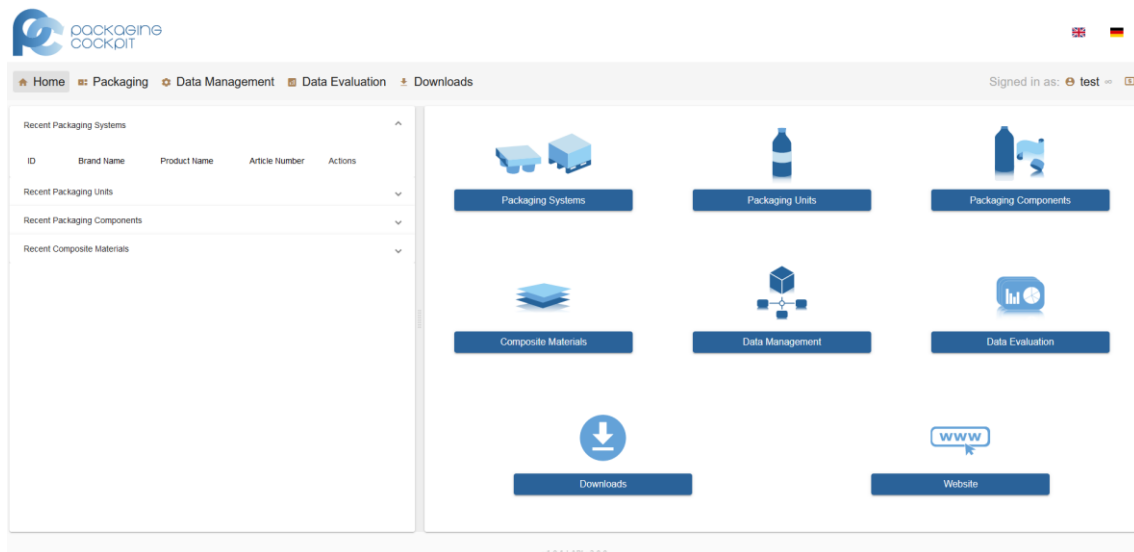 packaging
cockpit
Home Packaging Data Management Data Evaluation Downloads
Signed in as: test
Recent Packaging Systems
ID Brand Name Product Name Article Number Actions
Recent Packaging Units
Recent Packaging Components
Recent Composite Materials
Packaging Systems Packaging Units Packaging Components
Composite Materials Data Management Data Evaluation
www
Downloads Website